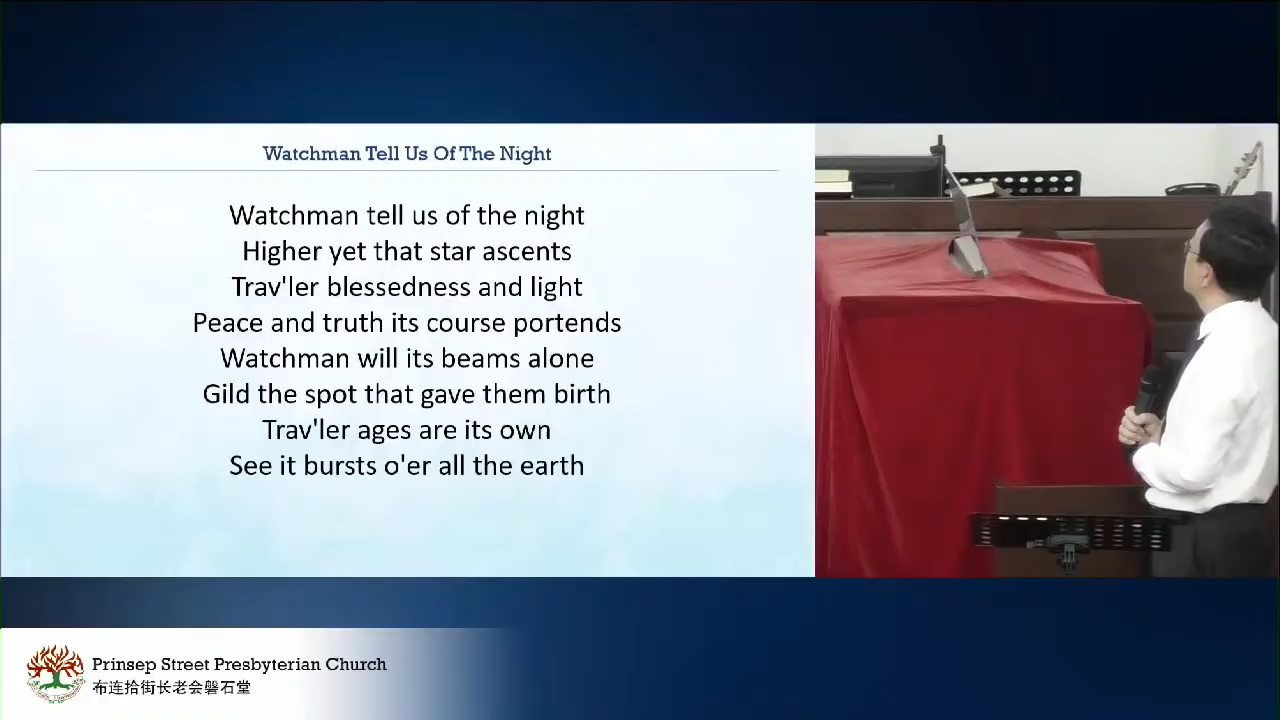 Watchman Tell Us Of The Night
Watchman tell us of the night
Higher yet that star ascents
Trav'ler blessedness and light
Peace and truth its course portends
Watchman will its beams alone
Gild the spot that gave them birth
Trav'ler ages are its own
See it bursts o'er all the earth
Prinsep Street Presbyterian Church
布连拾街长老会磐石堂